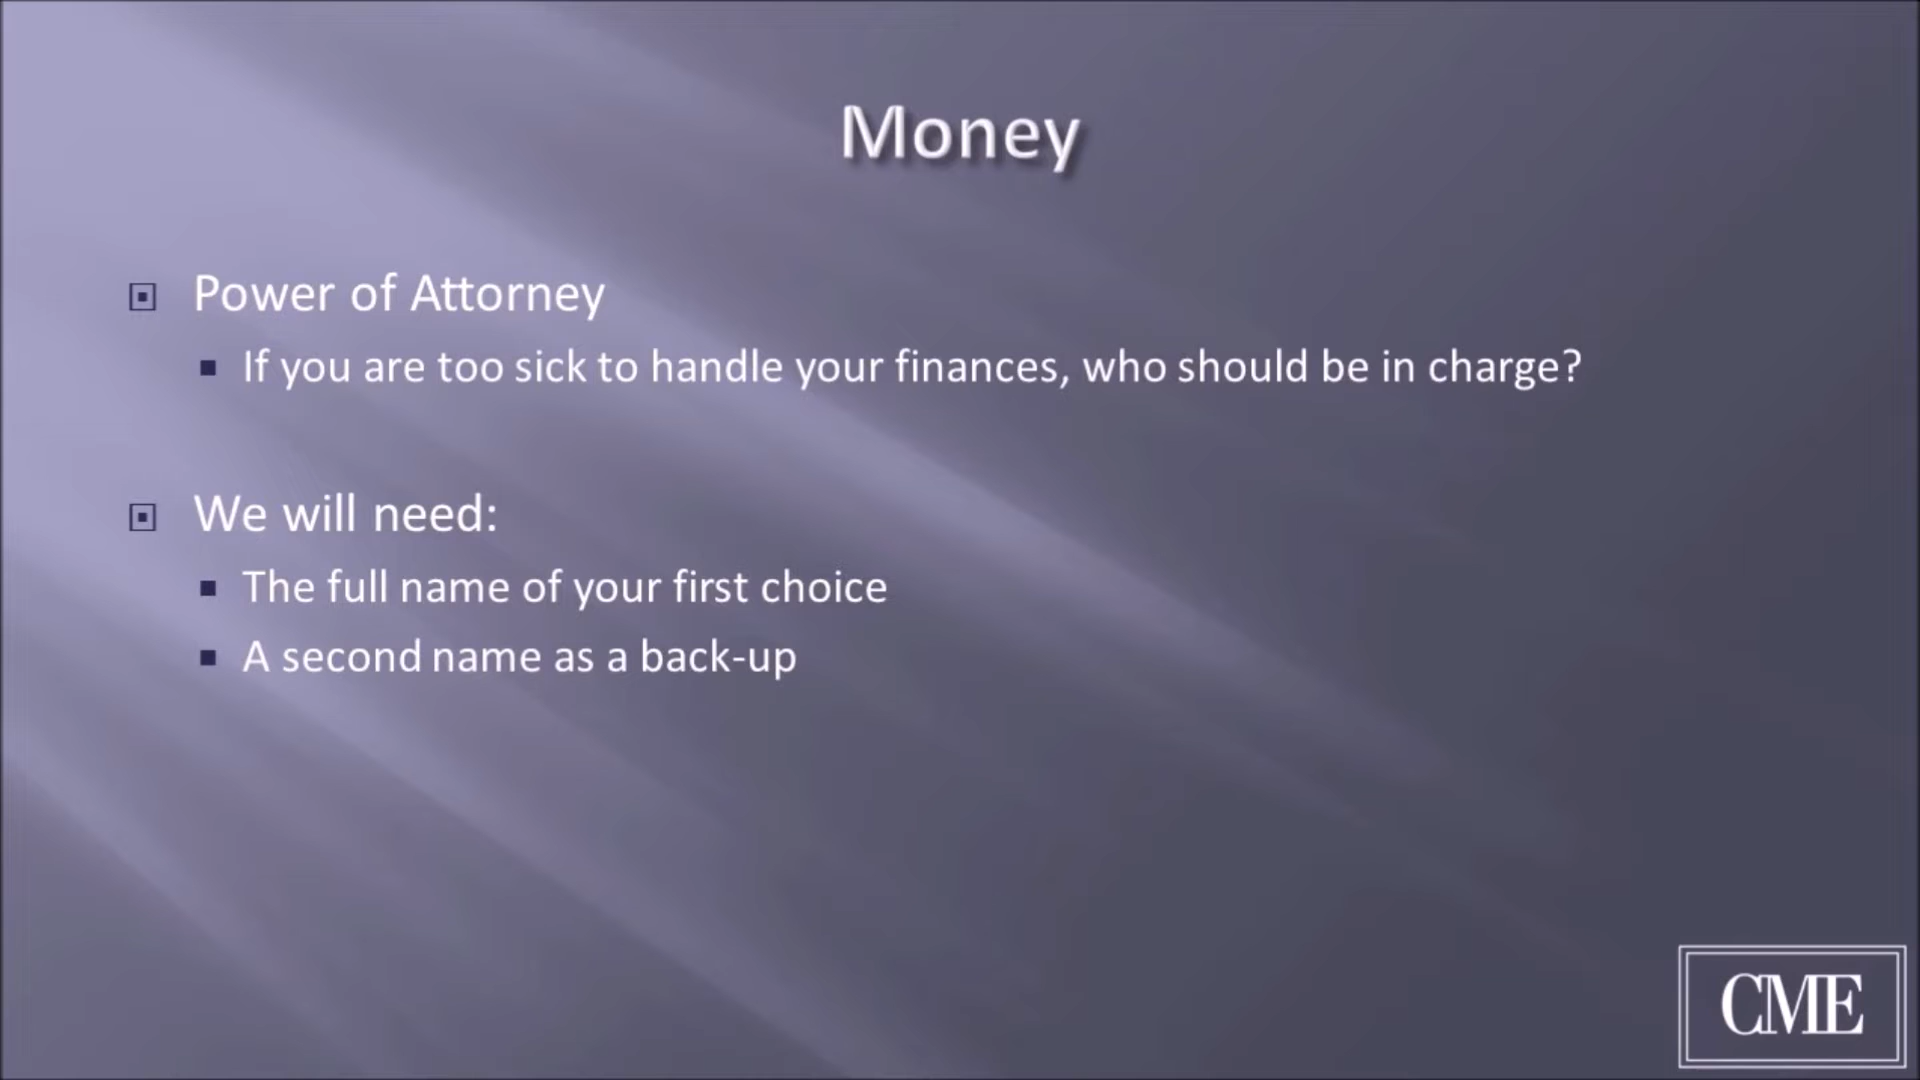 Money
Power of Attorney
If you are too sick to handle your finances, who should be in charge?
We will need:
The full name of your first choice
A second name as a back-up
CME